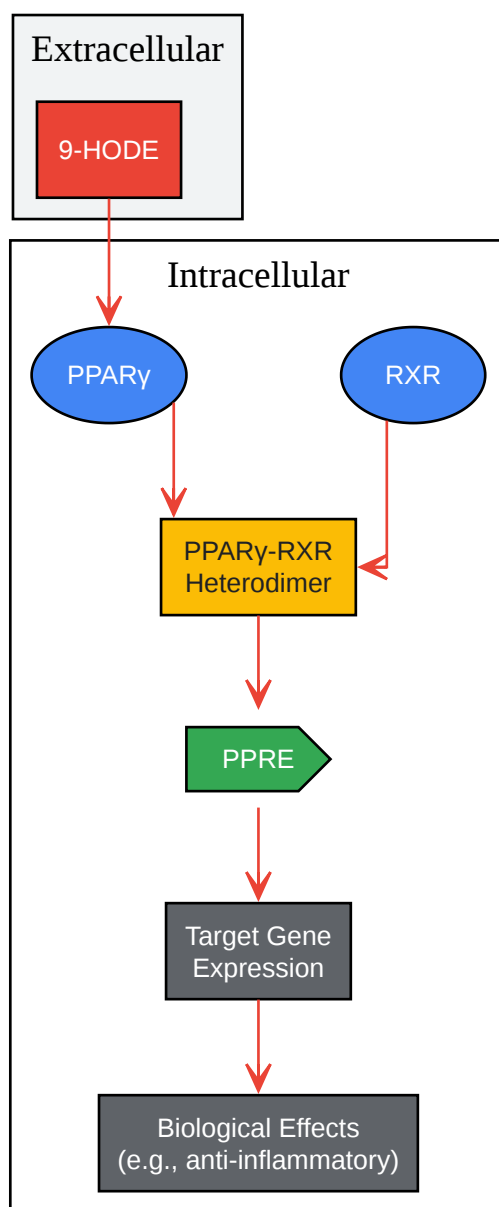 Extracellular
9-HODE
Intracellular
PPARγ
RXR
PPARγ-RXR
Heterodimer
PPRE
Target Gene
Expression
Biological Effects
(e.g., anti-inflammatory)